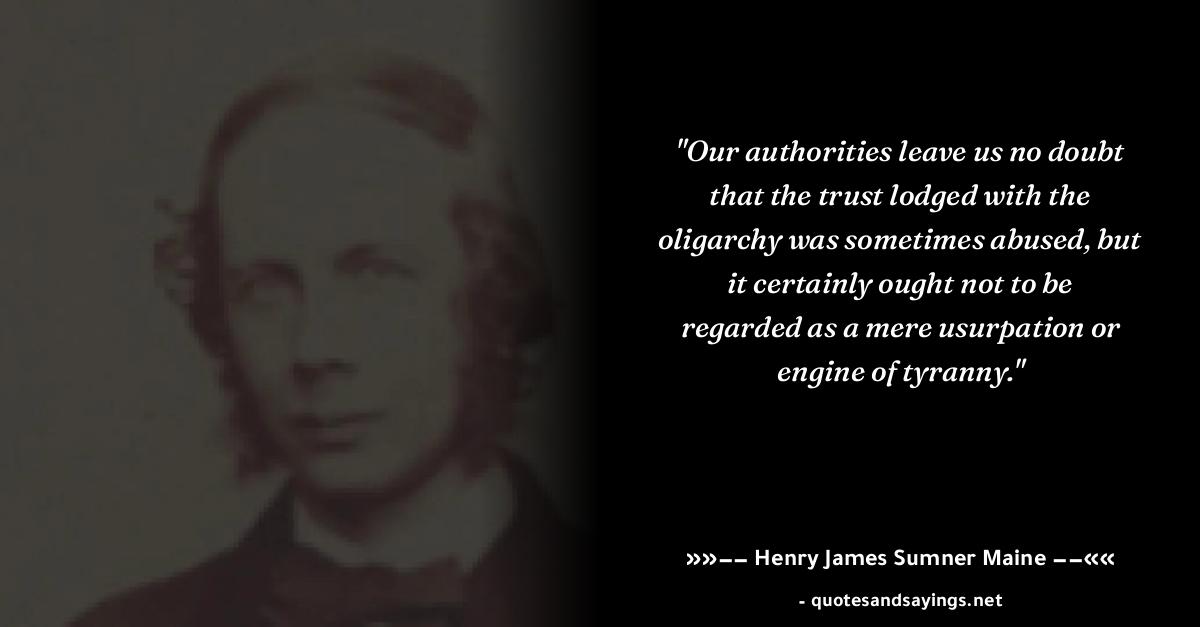 "Our authorities leave us no doubt
that the trust lodged with the
oligarchy was sometimes abused, but
it certainly ought not to be
regarded as a mere usurpation or
engine of tyranny."
»»–– Henry James Sumner Maine ––««
- quotesandsayings.net